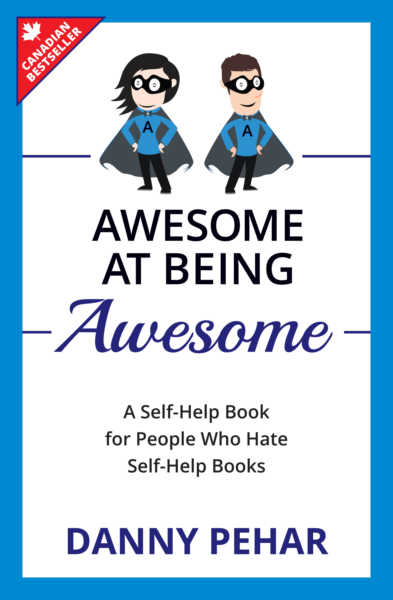 CANADIAN
BESTSELLER
A A
AWESOME
AT BEING
Awesome
A Self-Help Book
for People Who Hate
Self-Help Books
DANNY PEHAR